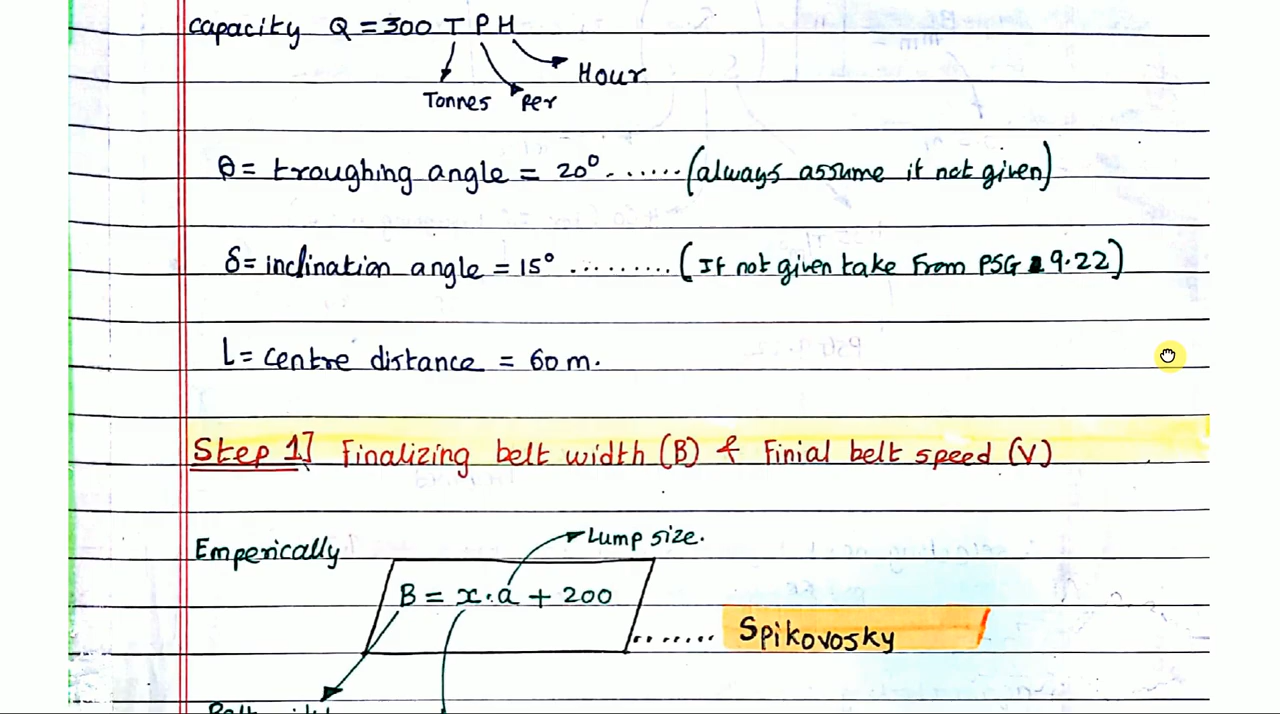 Capacity Q = 300 T P H
Hour
Tonnes Per
θ = troughing angle = 20° ...... (always assume if not given)
δ = inclination angle = 15° ......... (If not given take from PSG 9.22)
L = centre distance = 60 m.
Step 1] Finalizing belt width (B) & Finial belt speed (V)
Lump size.
Emperically
B = x.a + 200
....... Spikovosky